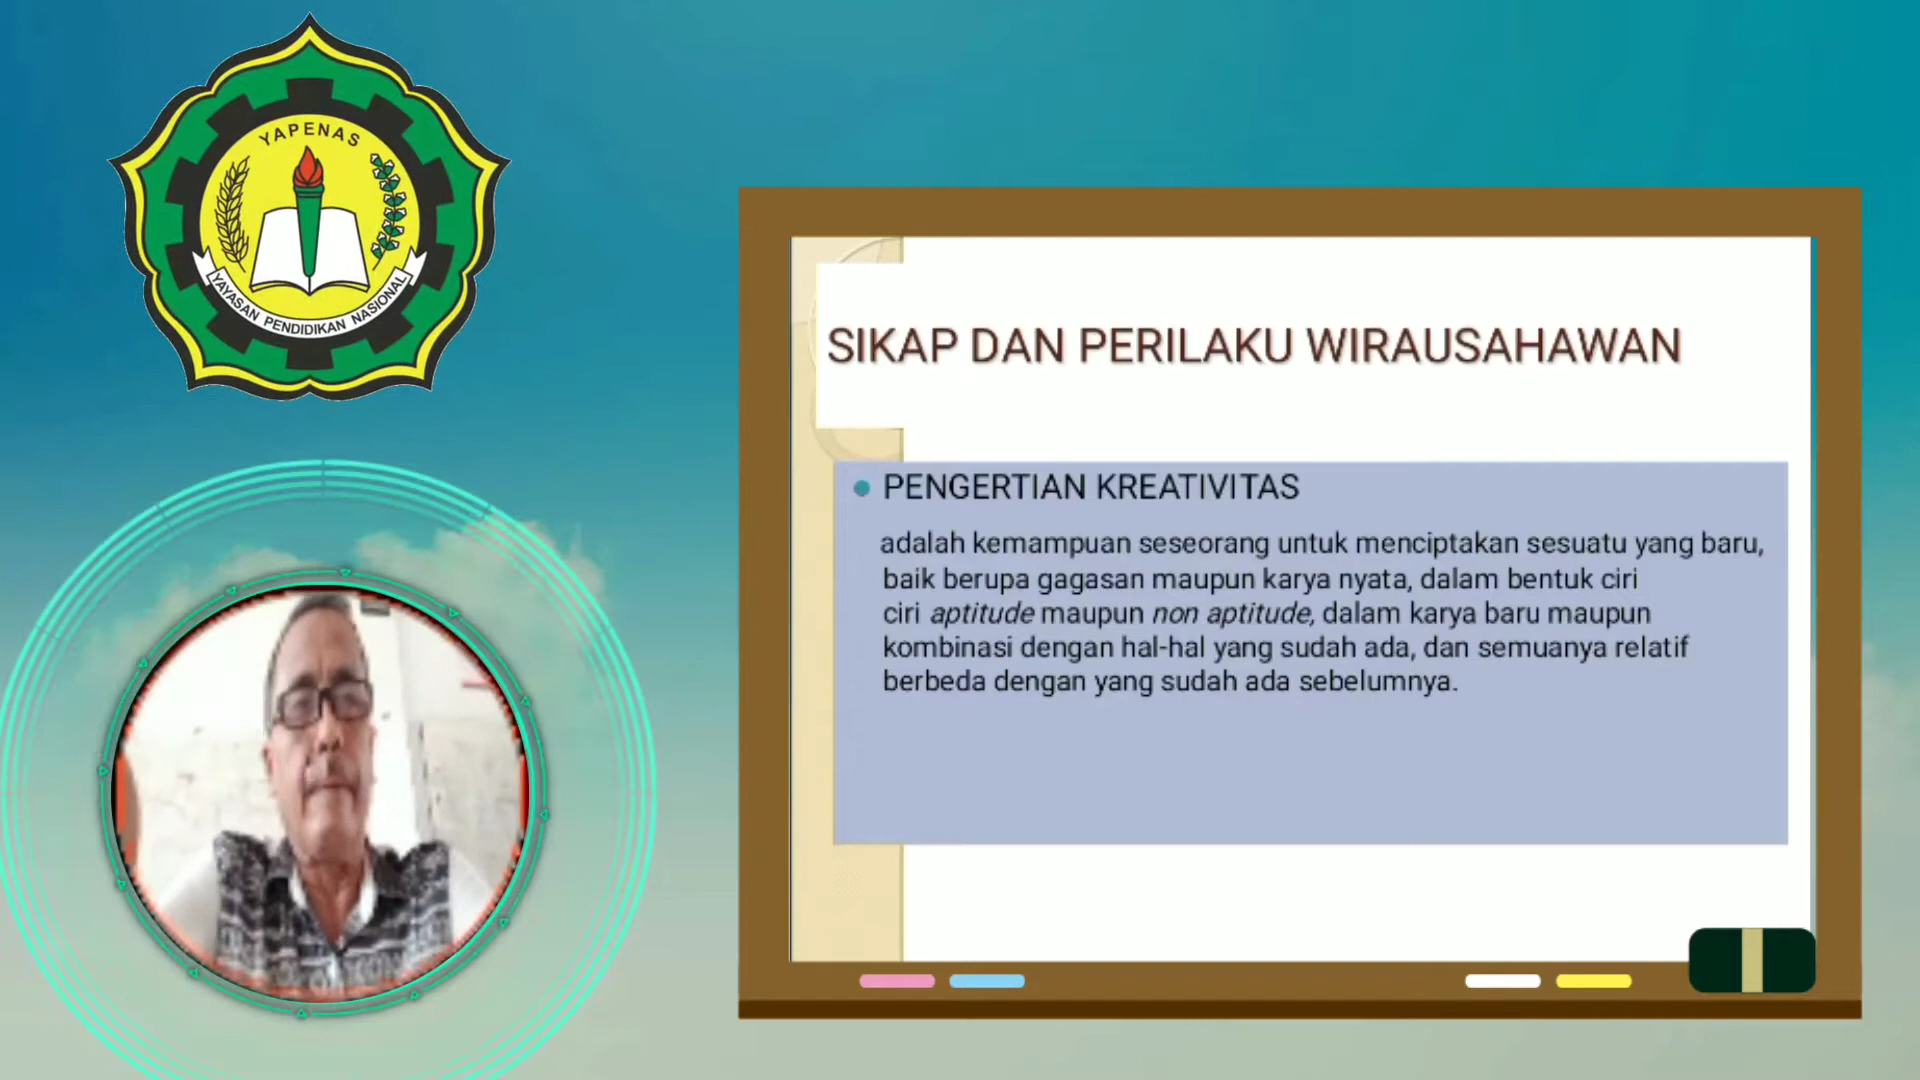 YAPENAS
YAYASAN PENDIDIKAN NASIONAL
SIKAP DAN PERILAKU WIRAUSAHAWAN
PENGERTIAN KREATIVITAS
adalah kemampuan seseorang untuk menciptakan sesuatu yang baru,
baik berupa gagasan maupun karya nyata, dalam bentuk ciri
ciri aptitude maupun non aptitude, dalam karya baru maupun
kombinasi dengan hal-hal yang sudah ada, dan semuanya relatif
berbeda dengan yang sudah ada sebelumnya.